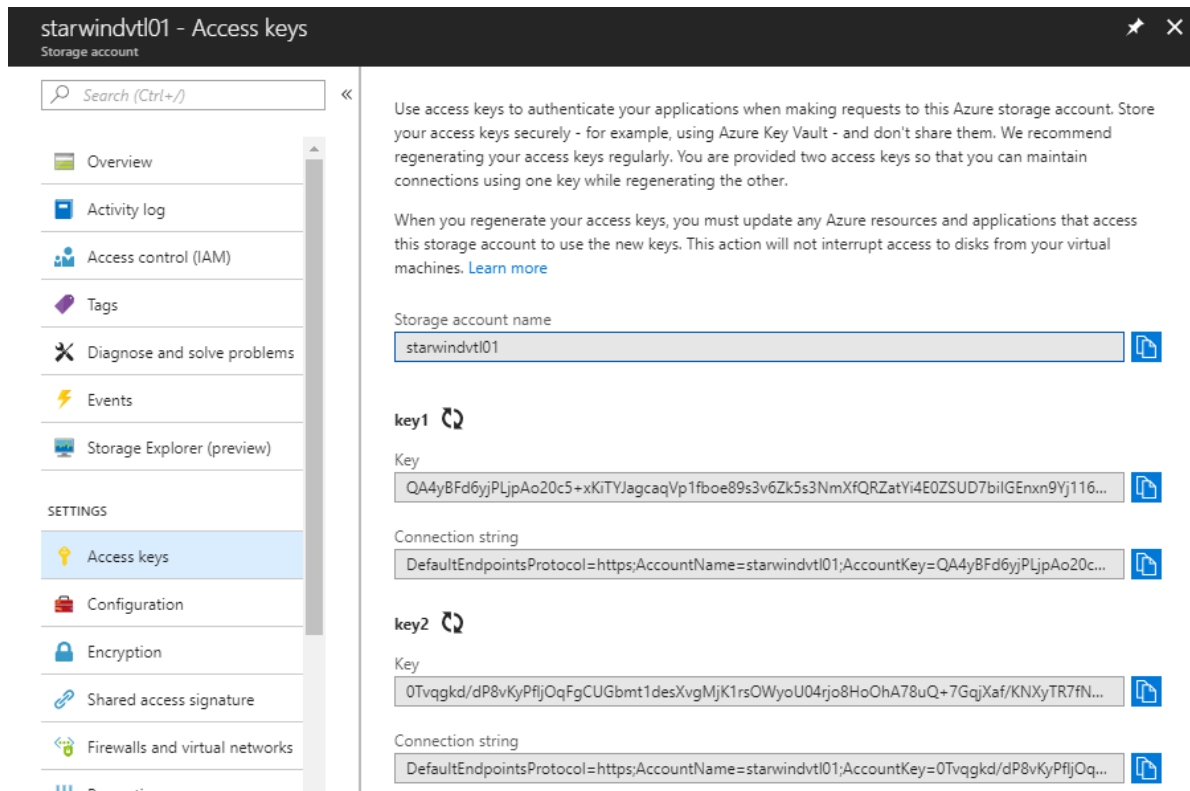 starwindvtl01 - Access keys
Storage account
Search (Ctrl+/)
«
Overview
Activity log
Access control (IAM)
Tags
Diagnose and solve problems
Events
Storage Explorer (preview)
SETTINGS
Access keys
Configuration
Encryption
Shared access signature
Firewalls and virtual networks
Use access keys to authenticate your applications when making requests to this Azure storage account. Store
your access keys securely - for example, using Azure Key Vault - and don't share them. We recommend
regenerating your access keys regularly. You are provided two access keys so that you can maintain
connections using one key while regenerating the other.
When you regenerate your access keys, you must update any Azure resources and applications that access
this storage account to use the new keys. This action will not interrupt access to disks from your virtual
machines. Learn more
Storage account name
starwindvtl01
key1
Key
QA4yBFd6yjPLjpAo20c5+xKiTYJagcaqVp1fboe89s3v6Zk5s3NmXfQRZatYi4E0ZSUD7bilGEnxn9Yj116...
Connection string
DefaultEndpointsProtocol=https;AccountName=starwindvtl01;AccountKey=QA4yBFd6yjPLjpAo20c...
key2
Key
0Tvqgkd/dP8vKyPfljOqFgCUGbmt1desXvgMjK1rsOWyoU04rjo8HoOhA78uQ+7GqjXaf/KNXyTR7fN...
Connection string
DefaultEndpointsProtocol=https;AccountName=starwindvtl01;AccountKey=0Tvqgkd/dP8vKyPfljOq...